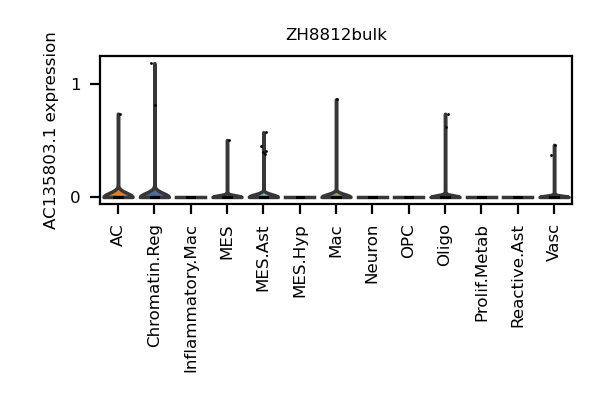 ZH8812bulk
AC135803.1 expression
1
0
AC
Chromatin.Reg
Inflammatory.Mac
MES
MES.Ast
MES.Hyp
Mac
Neuron
OPC
Oligo
Prolif.Metab
Reactive.Ast
Vasc